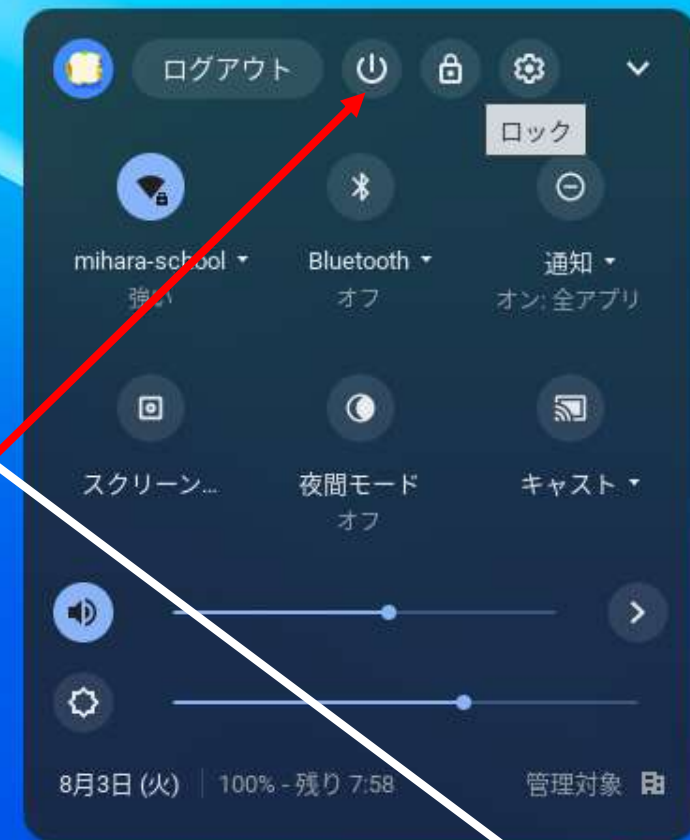 ログアウト
ロック
mihara-school
強い
Bluetooth
オフ
通知
オン: 全アプリ
スクリーン...
夜間モード
オフ
キャスト
8月3日 (火)
100% - 残り 7:58
管理対象